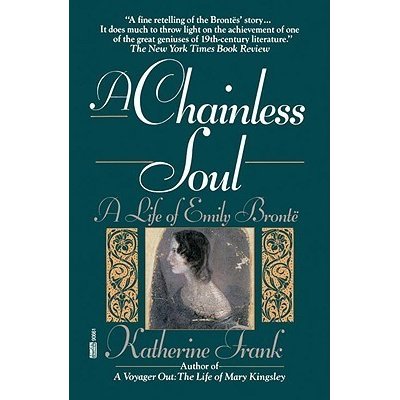 “A fine retelling of the Brontës’ story...
It does much to throw light on the achievement of one
of the great geniuses of 19th-century literature.”
The New York Times Book Review
A Chainless
Soul
A Life of Emily Brontë
Katherine Frank
Author of
A Voyager Out: The Life of Mary Kingsley